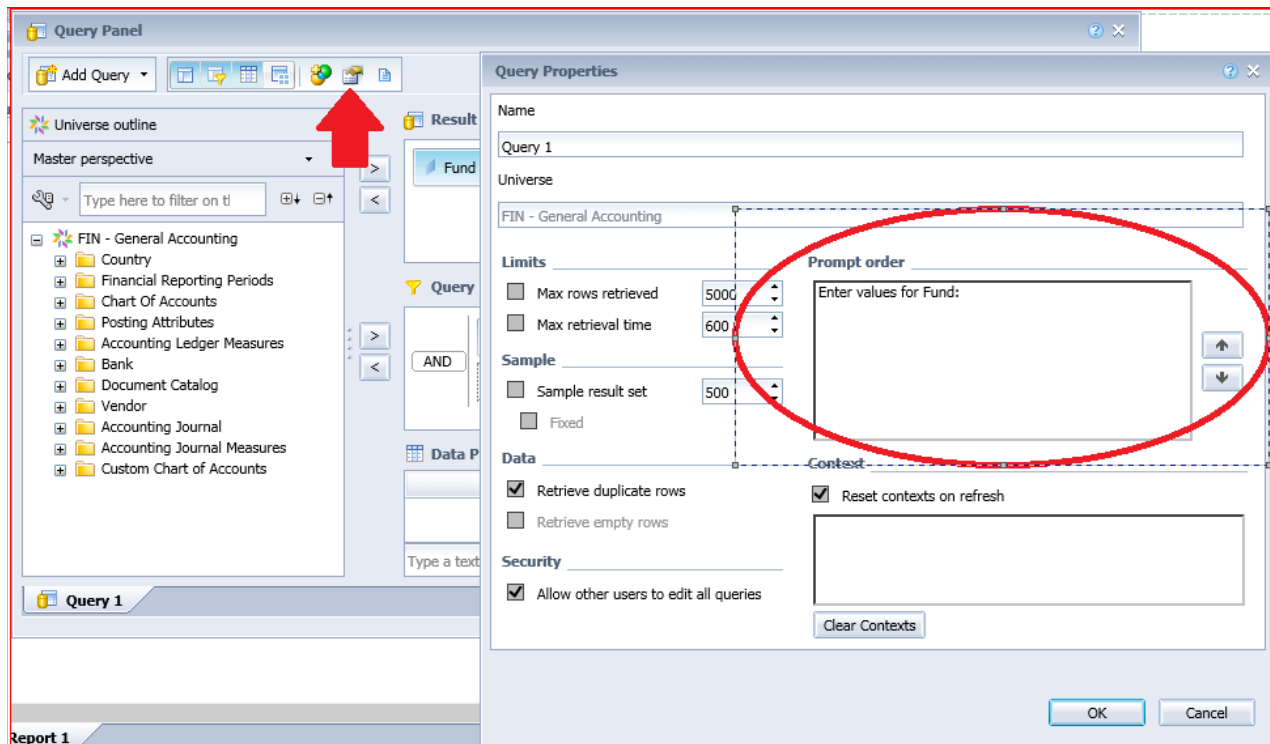 Query Panel
Add Query
Universe outline
Master perspective
Type here to filter on tl
FIN - General Accounting
Country
Financial Reporting Periods
Chart Of Accounts
Posting Attributes
Accounting Ledger Measures
Bank
Document Catalog
Vendor
Accounting Journal
Accounting Journal Measures
Custom Chart of Accounts
Result
Fund
Query
AND
Data P
Type a text
Query 1
Report 1
Query Properties
Name
Query 1
Universe
FIN - General Accounting
Limits
Max rows retrieved 5000
Max retrieval time 600
Sample
Sample result set 500
Fixed
Data
Retrieve duplicate rows
Retrieve empty rows
Security
Allow other users to edit all queries
Prompt order
Enter values for Fund:
Context
Reset contexts on refresh
Clear Contexts
OK Cancel